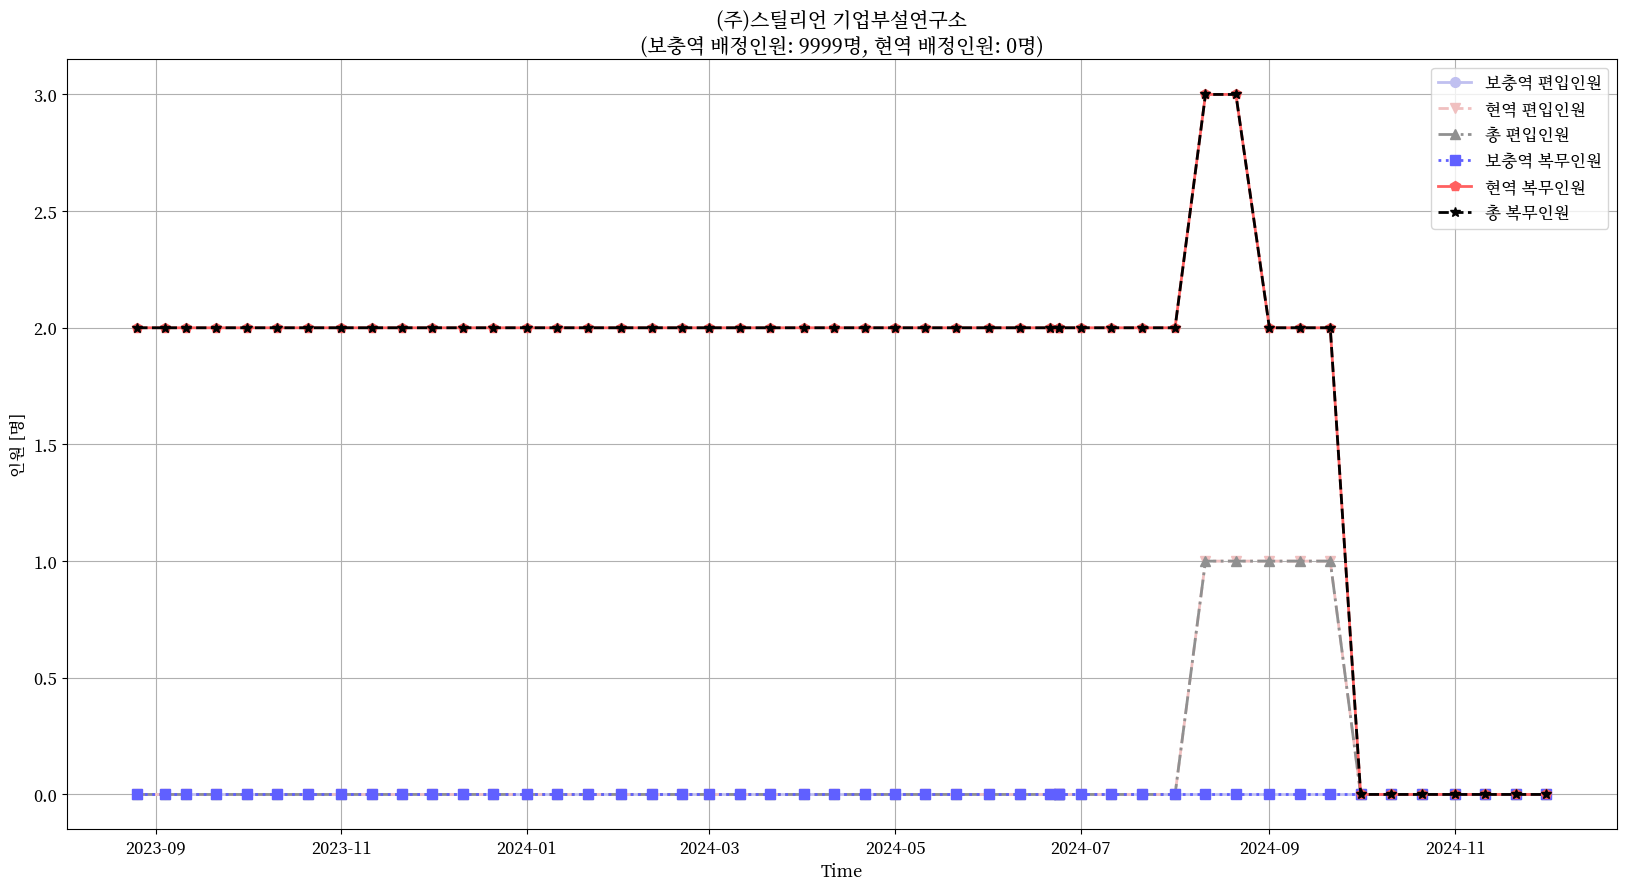 (주)스틸리언 기업부설연구소
(보충역 배정인원: 9999명, 현역 배정인원: 0명)
보충역 편입인원
현역 편입인원
총 편입인원
보충역 복무인원
현역 복무인원
총 복무인원
3.0
2.5
2.0
1.5
1.0
0.5
0.0
인원 [명]
2023-09 2023-11 2024-01 2024-03 2024-05 2024-07 2024-09 2024-11
Time